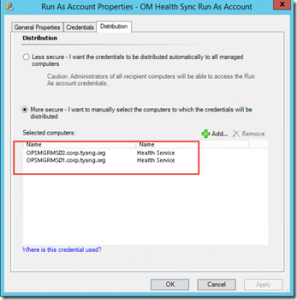 Run As Account Properties - OM Health Sync Run As Account
General Properties Credentials Distribution
Distribution
Less secure - I want the credentials to be distributed automatically to all managed
computers
Caution: Administrators of all recipient computers will be able to access the Run
As account credentials.
More secure - I want to manually select the computers to which the credentials will be
distributed
Selected computers: Add... Remove
Name Name
OPSMGRMS02.corp.tyang.org Health Service
OPSMGRMS01.corp.tyang.org Health Service
Where is this credential used?
OK Cancel Apply